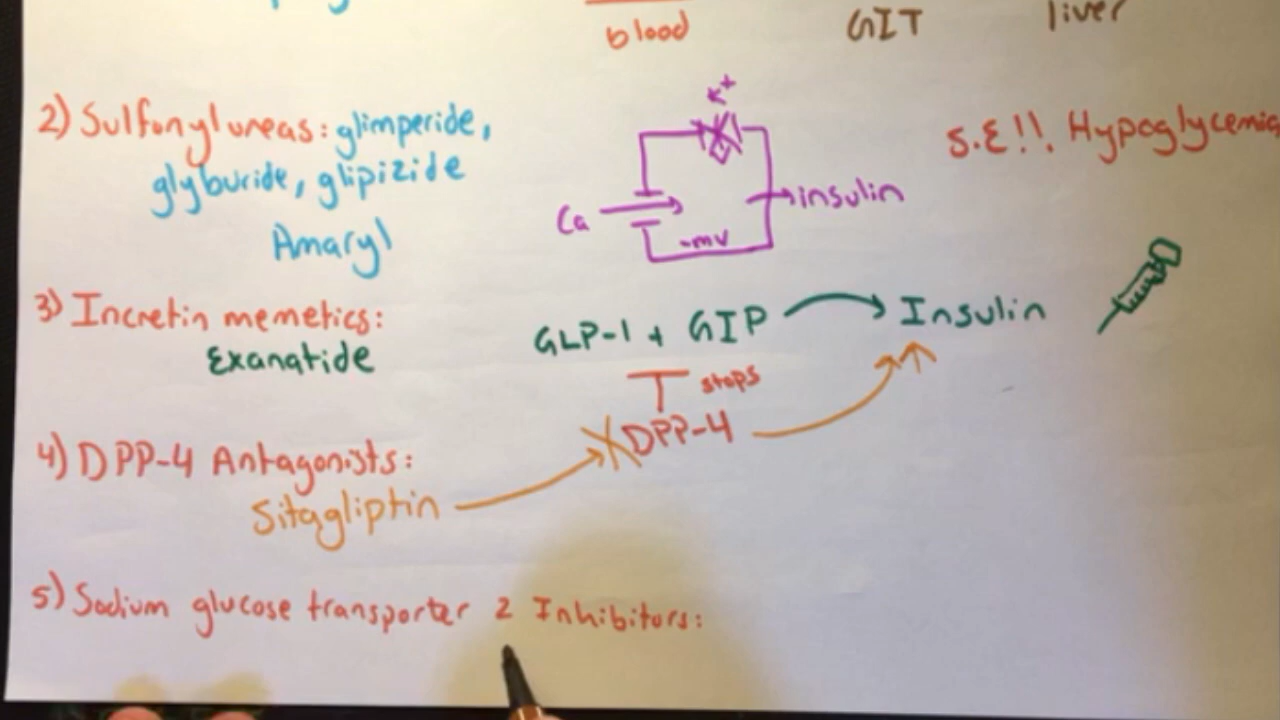 blood
GIT
liver
2) Sulfonylureas: glimperide,
glyburide, glipizide
Amaryl
K+
Ca
-mv
insulin
S.E!!. Hypoglycemia
3) Incretin memetics:
Exanatide
GLP-1 + GIP
Insulin
stops
DPP-4
4) DPP-4 Antagonists:
Sitagliptin
5) Sodium glucose transporter 2 Inhibitors: